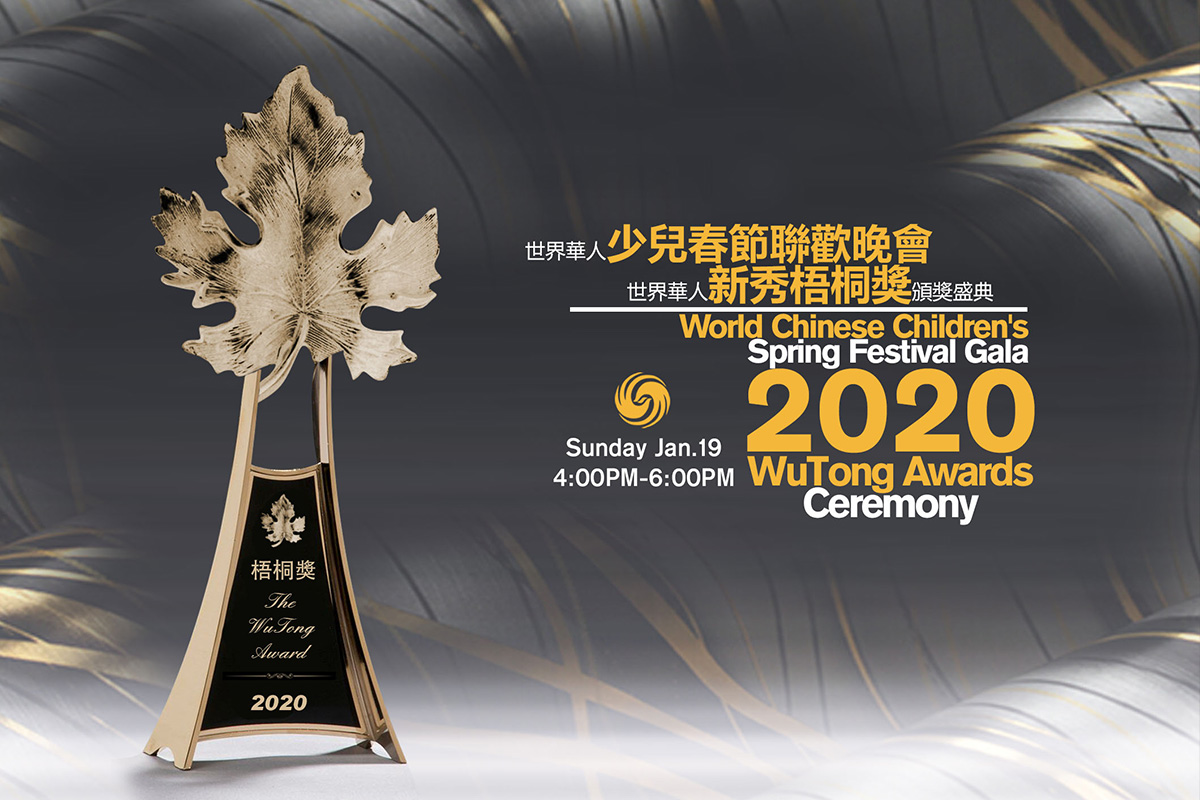 世界華人少兒春節聯歡晚會
世界華人新秀梧桐獎頒獎盛典
World Chinese Children's
Spring Festival Gala
2020
WuTong Awards
Ceremony
Sunday Jan.19
4:00PM-6:00PM
梧桐獎
The
WuTong
Award
2020